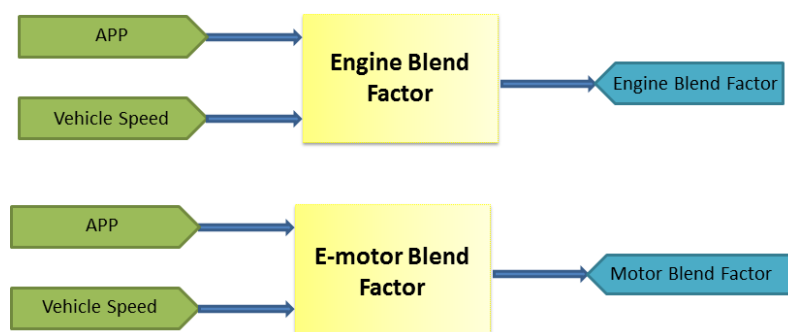 APP
Engine Blend
Factor
Engine Blend Factor
Vehicle Speed
APP
E-motor Blend
Factor
Motor Blend Factor
Vehicle Speed